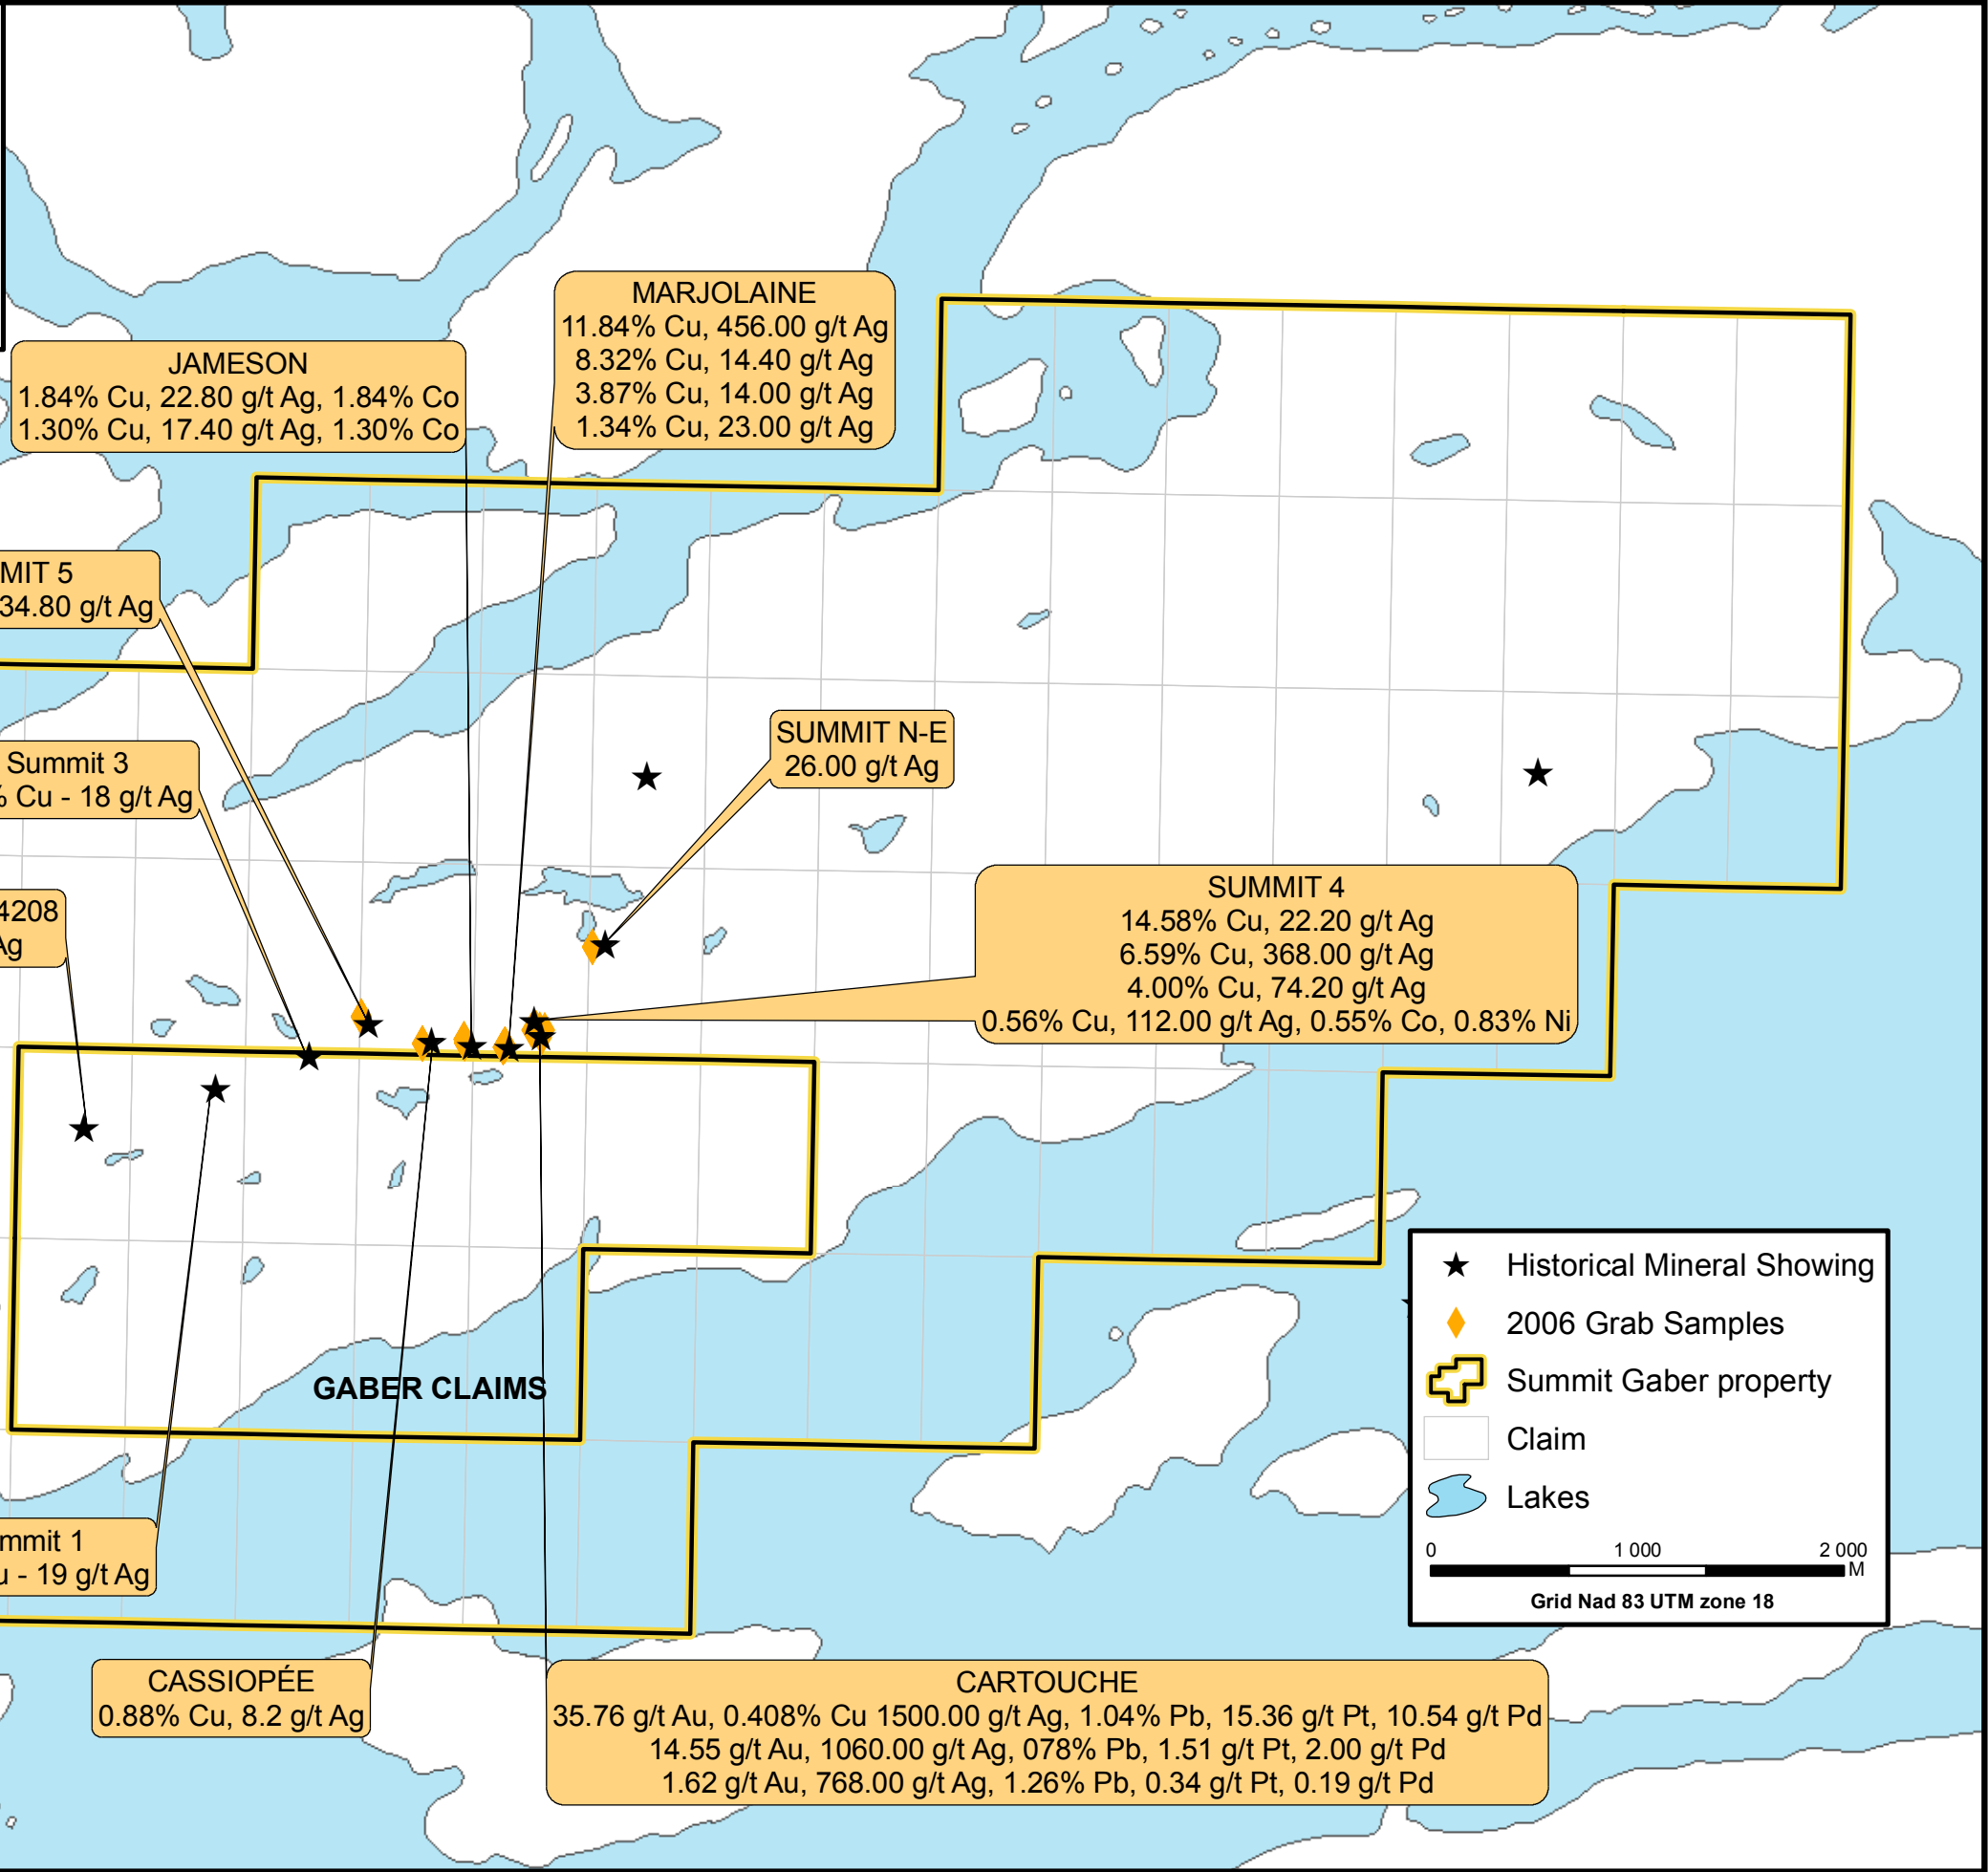 MARJOLAINE
11.84% Cu, 456.00 g/t Ag
8.32% Cu, 14.40 g/t Ag
3.87% Cu, 14.00 g/t Ag
1.34% Cu, 23.00 g/t Ag
JAMESON
1.84% Cu, 22.80 g/t Ag, 1.84% Co
1.30% Cu, 17.40 g/t Ag, 1.30% Co
MIT 5
34.80 g/t Ag
SUMMIT N-E
26.00 g/t Ag
Summit 3
% Cu - 18 g/t Ag
4208
Ag
SUMMIT 4
14.58% Cu, 22.20 g/t Ag
6.59% Cu, 368.00 g/t Ag
4.00% Cu, 74.20 g/t Ag
0.56% Cu, 112.00 g/t Ag, 0.55% Co, 0.83% Ni
GABER CLAIMS
Historical Mineral Showing
2006 Grab Samples
Summit Gaber property
Claim
Lakes
0 1 000 2 000
M
Grid Nad 83 UTM zone 18
mmit 1
u - 19 g/t Ag
CASSIOPÉE
0.88% Cu, 8.2 g/t Ag
CARTOUCHE
35.76 g/t Au, 0.408% Cu 1500.00 g/t Ag, 1.04% Pb, 15.36 g/t Pt, 10.54 g/t Pd
14.55 g/t Au, 1060.00 g/t Ag, 078% Pb, 1.51 g/t Pt, 2.00 g/t Pd
1.62 g/t Au, 768.00 g/t Ag, 1.26% Pb, 0.34 g/t Pt, 0.19 g/t Pd